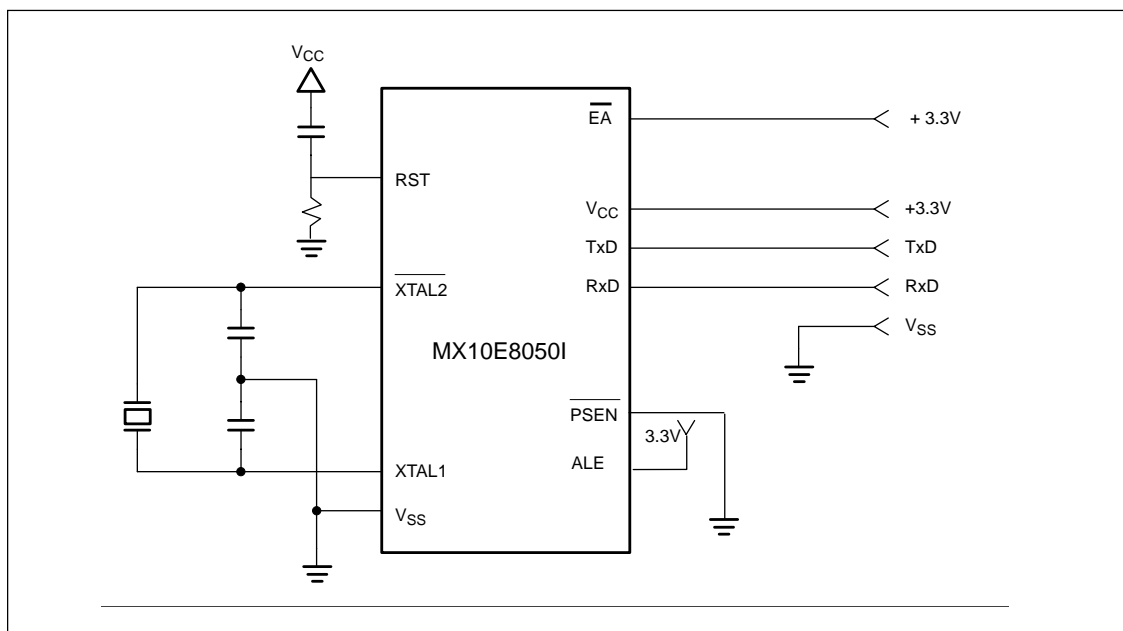 VCC
EA
+ 3.3V
RST
VCC
+3.3V
TxD
TxD
XTAL2
RxD
RxD
VSS
MX10E8050I
PSEN
3.3V
ALE
XTAL1
VSS